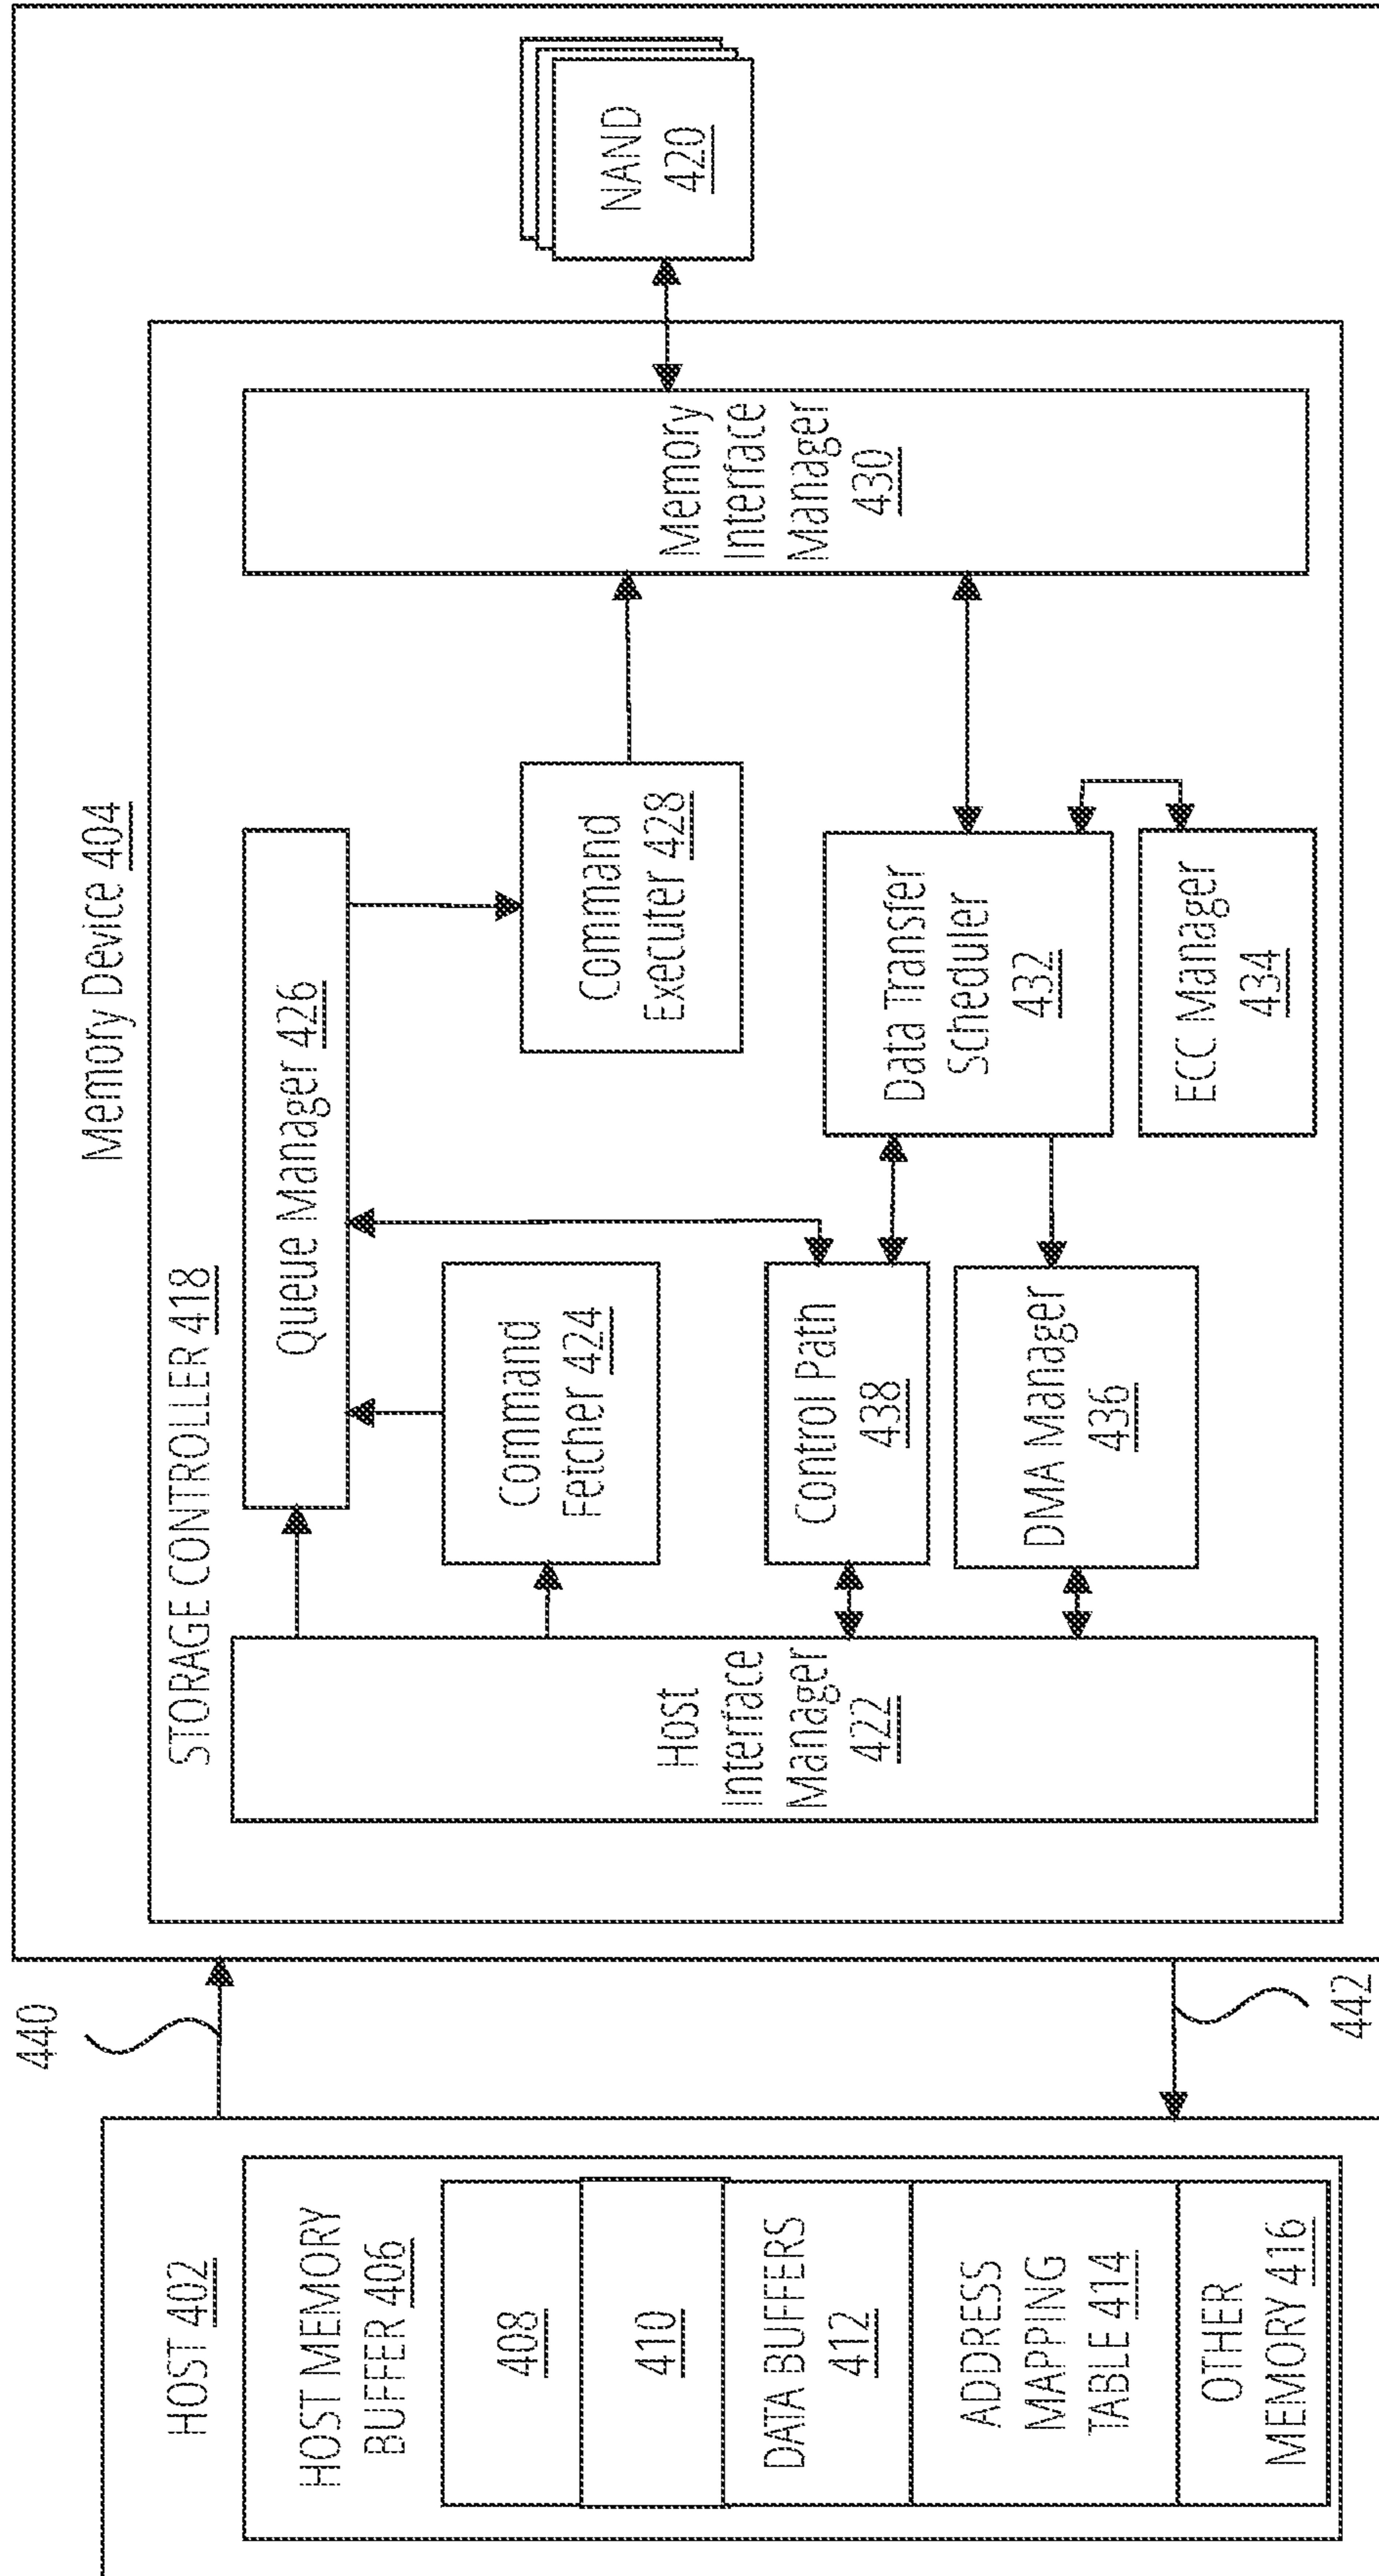 HOST 402
HOST MEMORY
BUFFER 406
408
410
DATA BUFFERS
412
ADDRESS
MAPPING
TABLE 414
OTHER
MEMORY 416
440
442
Memory Device 404
STORAGE CONTROLLER 418
Host
Interface
Manager
422
Queue Manager 426
Command
Fetcher 424
Control Path
438
DMA Manager
436
Command
Executer 428
Data Transfer
Scheduler
432
ECC Manager
434
Memory
Interface
Manager
430
NAND
420